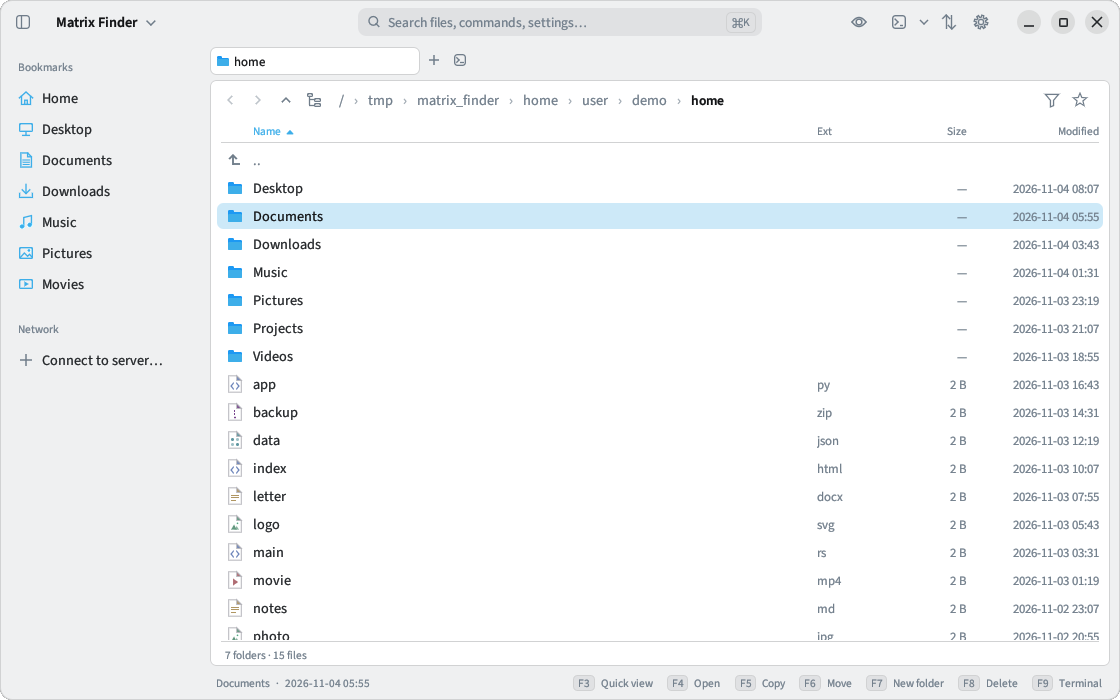 Matrix Finder
Search files, commands, settings… ⌘K
Bookmarks
Home
Desktop
Documents
Downloads
Music
Pictures
Movies
Network
Connect to server…
home
/ › tmp › matrix_finder › home › user › demo › home
Name Ext Size Modified
..
Desktop — 2026-11-04 08:07
Documents — 2026-11-04 05:55
Downloads — 2026-11-04 03:43
Music — 2026-11-04 01:31
Pictures — 2026-11-03 23:19
Projects — 2026-11-03 21:07
Videos — 2026-11-03 18:55
app py 2 B 2026-11-03 16:43
backup zip 2 B 2026-11-03 14:31
data json 2 B 2026-11-03 12:19
index html 2 B 2026-11-03 10:07
letter docx 2 B 2026-11-03 07:55
logo svg 2 B 2026-11-03 05:43
main rs 2 B 2026-11-03 03:31
movie mp4 2 B 2026-11-03 01:19
notes md 2 B 2026-11-02 23:07
photo jpg 2 B 2026-11-02 20:55
7 folders · 15 files
Documents · 2026-11-04 05:55
F3 Quick view F4 Open F5 Copy F6 Move F7 New folder F8 Delete F9 Terminal